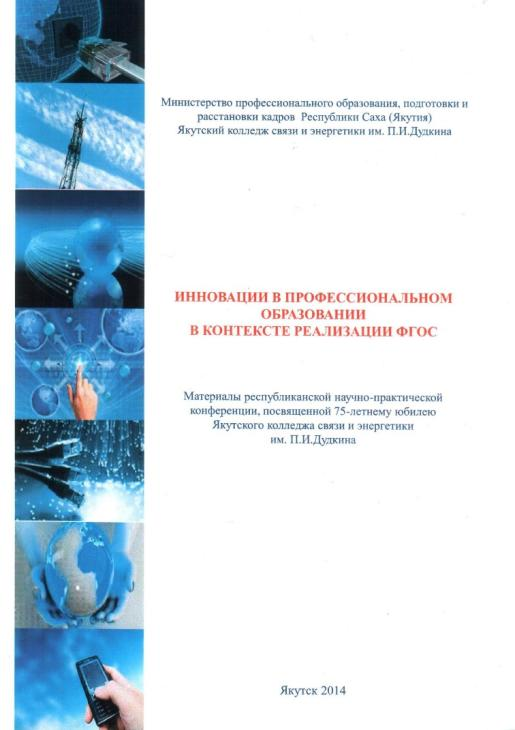 Министерство профессионального образования, подготовки и
расстановки кадров Республики Саха (Якутия)
Якутский колледж связи и энергетики им. П.И.Дудкина
ИННОВАЦИИ В ПРОФЕССИОНАЛЬНОМ
ОБРАЗОВАНИИ
В КОНТЕКСТЕ РЕАЛИЗАЦИИ ФГОС
Материалы республиканской научно-практической
конференции, посвященной 75-летнему юбилею
Якутского колледжа связи и энергетики
им. П.И.Дудкина
Якутск 2014